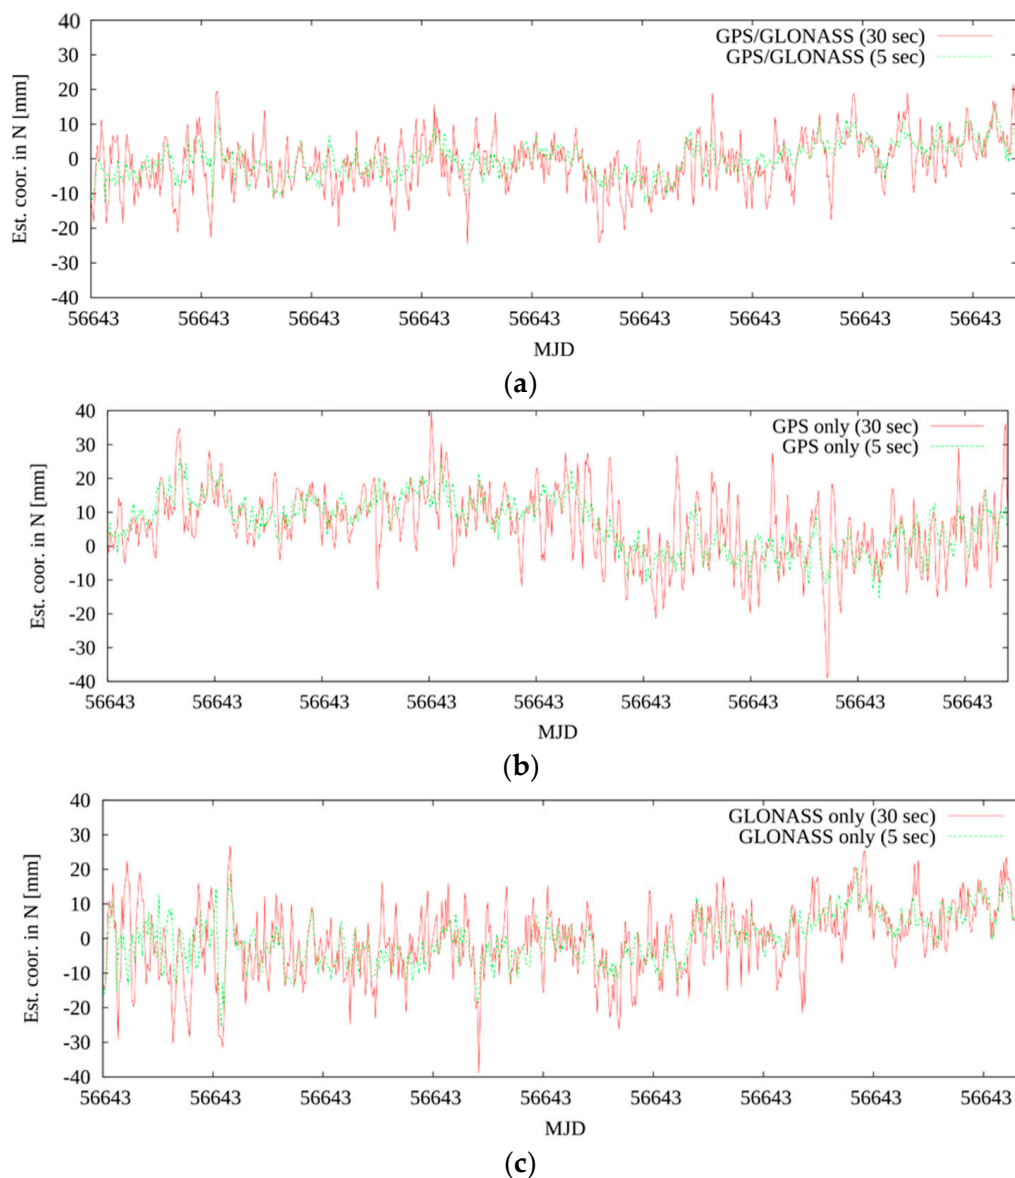 40
GPS/GLONASS (30 sec)
30
GPS/GLONASS (5 sec)
20
10
0
-10
-20
-30
-40
Est. coor. in N [mm]
56643 56643 56643 56643 56643 56643 56643 56643 56643
MJD
(a)
40
GPS only (30 sec)
30
GPS only (5 sec)
20
10
0
-10
-20
-30
-40
Est. coor. in N [mm]
56643 56643 56643 56643 56643 56643 56643 56643 56643
MJD
(b)
40
GLONASS only (30 sec)
30
GLONASS only (5 sec)
20
10
0
-10
-20
-30
-40
Est. coor. in N [mm]
56643 56643 56643 56643 56643 56643 56643 56643 56643
MJD
(c)